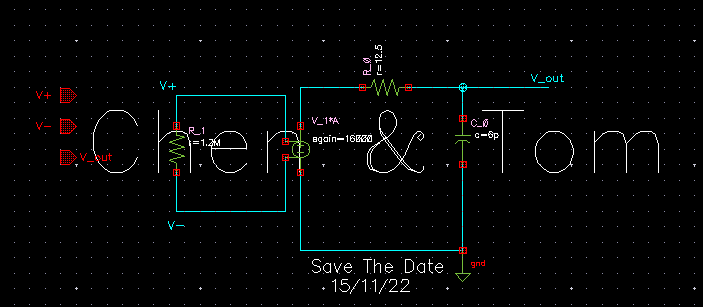 R_0
r=12.5
V+
V_out
V+
V_1*A
C_0
V-
R_1
egain=16000
c=6p
r=1.2M
Chen & Tom
V_out
V-
gnd
Save The Date
15/11/22